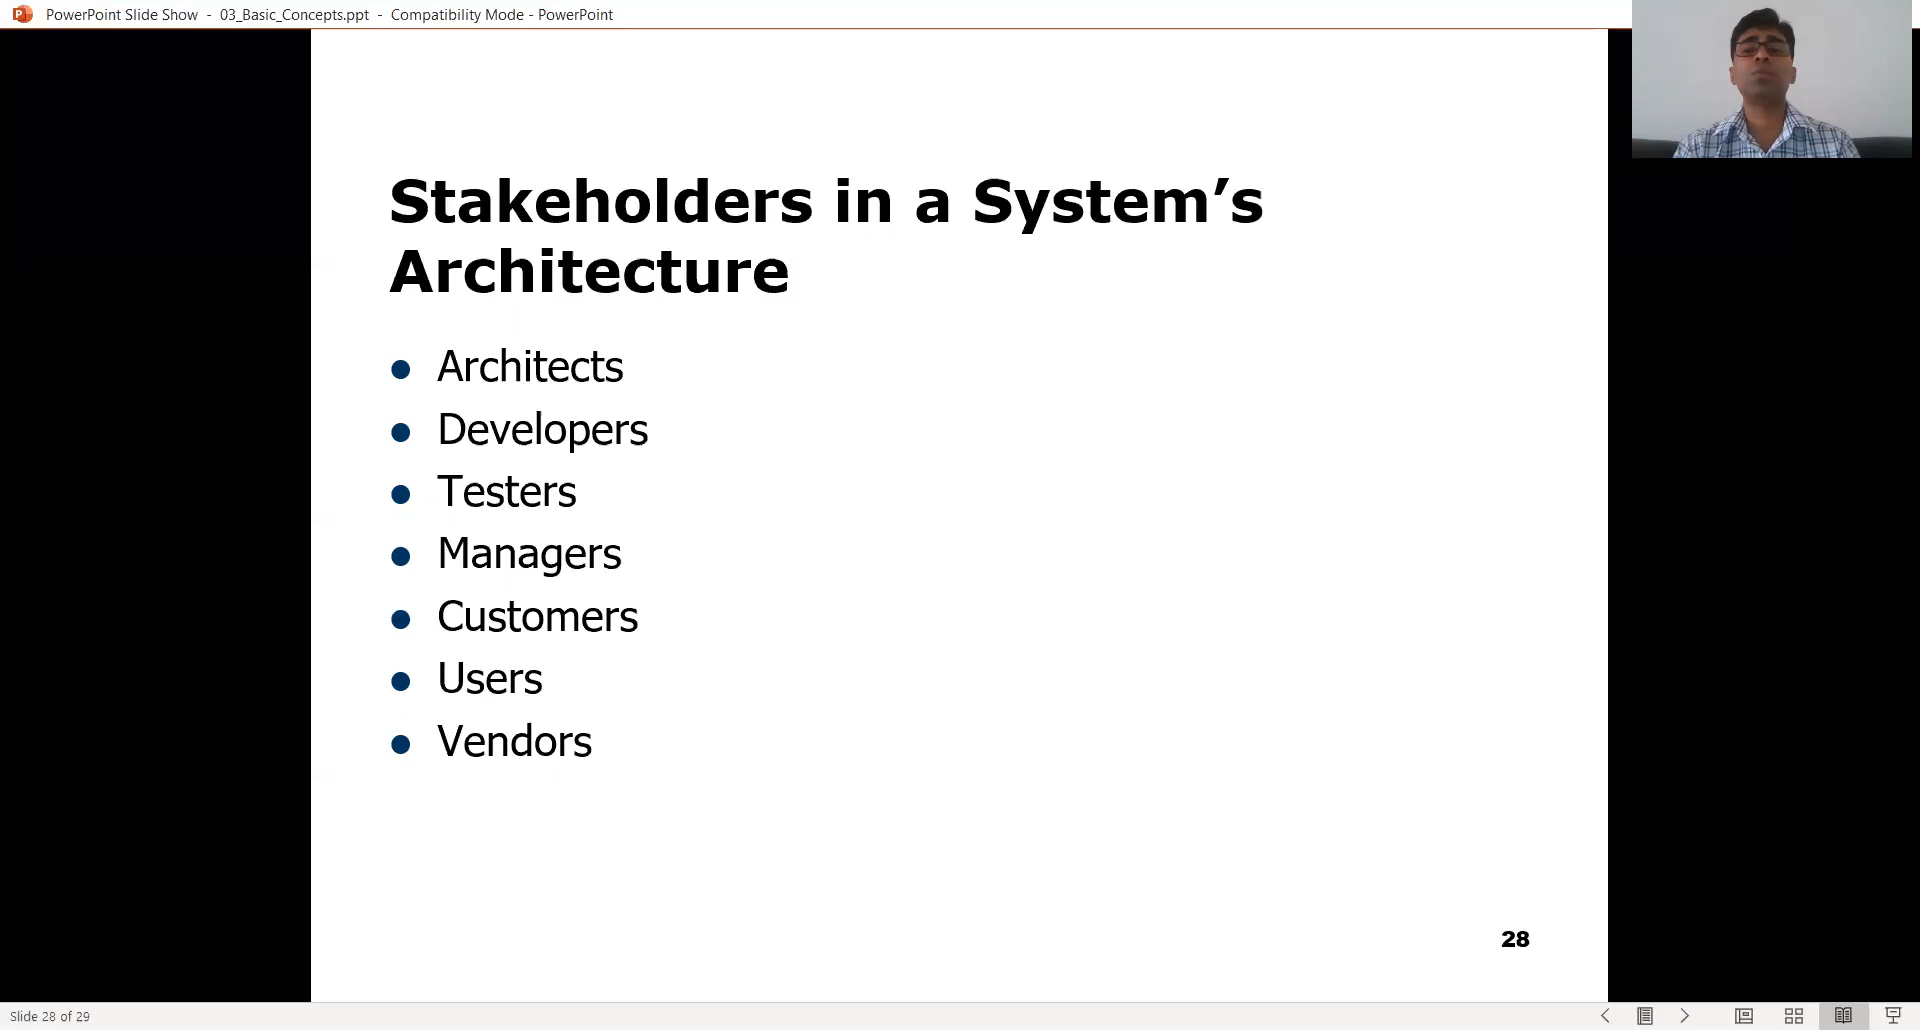 PowerPoint Slide Show - 03_Basic_Concepts.ppt - Compatibility Mode - PowerPoint
Stakeholders in a System’s
Architecture
Architects
Developers
Testers
Managers
Customers
Users
Vendors
28
Slide 28 of 29